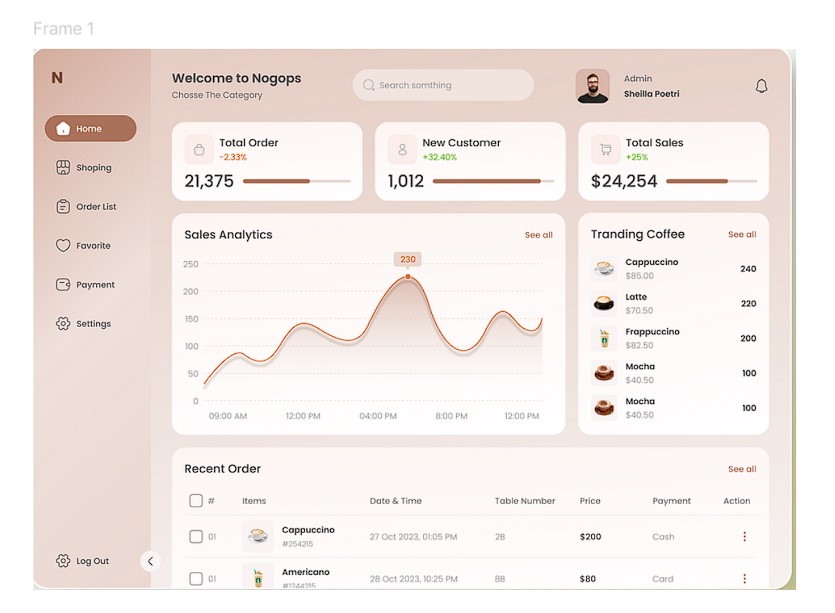 Frame 1
N
Welcome to Nogops
Chosse The Category
Search somthing
Admin
Sheilla Poetri
Home
Shoping
Order List
Favorite
Payment
Settings
Log Out
Total Order
-2.33%
21,375
New Customer
+32.40%
1,012
Total Sales
+25%
$24,254
Sales Analytics
See all
230
250
200
150
100
50
0
09:00 AM
12:00 PM
04:00 PM
8:00 PM
12:00 PM
Tranding Coffee
See all
Cappuccino
$85.00
240
Latte
$70.50
220
Frappuccino
$82.50
200
Mocha
$40.50
100
Mocha
$40.50
100
Recent Order
See all
# Items Date & Time Table Number Price Payment Action
01 Cappuccino 27 Oct 2023, 01:05 PM 2B $200 Cash
#254215
01 Americano 28 Oct 2023, 10:25 PM 8B $80 Card
#1244215